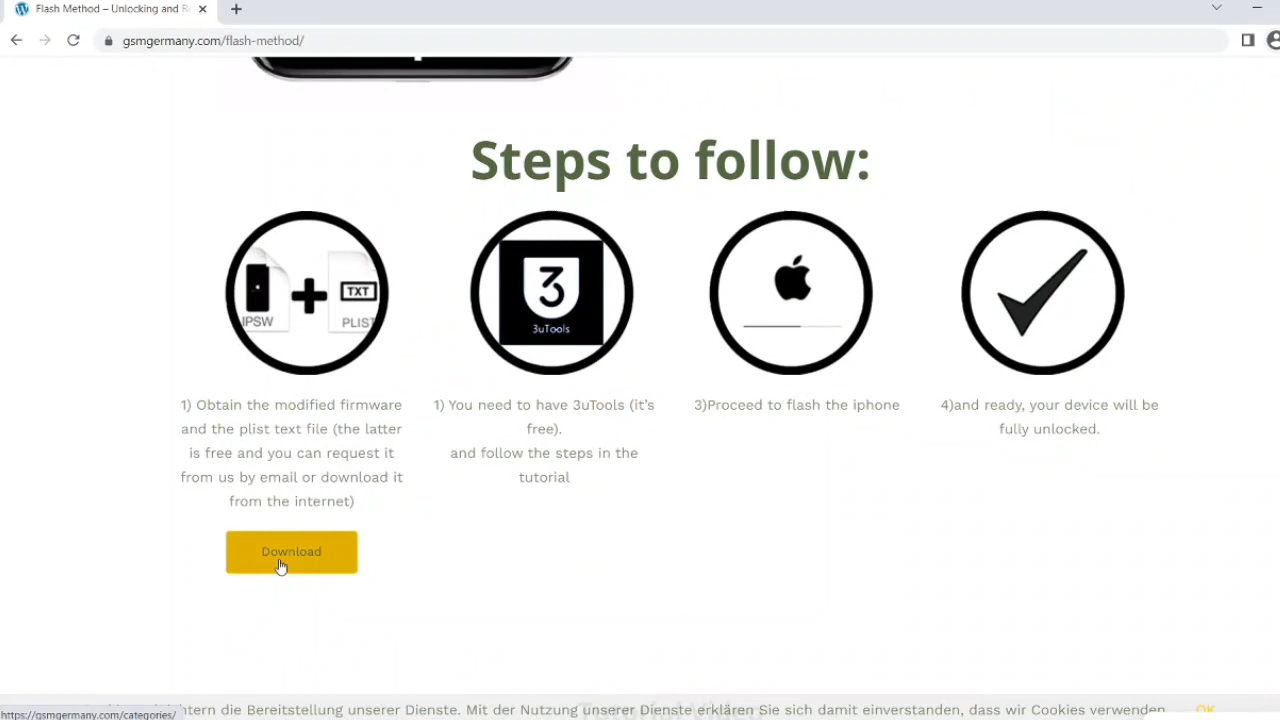 Flash Method – Unlocking and R
gsmgermany.com/flash-method/
Steps to follow:
IPSW
TXT
PLIST
3
3uTools
1) Obtain the modified firmware
and the plist text file (the latter
is free and you can request it
from us by email or download it
from the internet)
Download
1) You need to have 3uTools (it’s
free).
and follow the steps in the
tutorial
3)Proceed to flash the iphone
4)and ready, your device will be
fully unlocked.
die Bereitstellung unserer Dienste. Mit der Nutzung unserer Dienste erklären Sie sich damit einverstanden, dass wir Cookies verwenden.
OK
Tutorial Video
https://gsmgermany.com/categories/